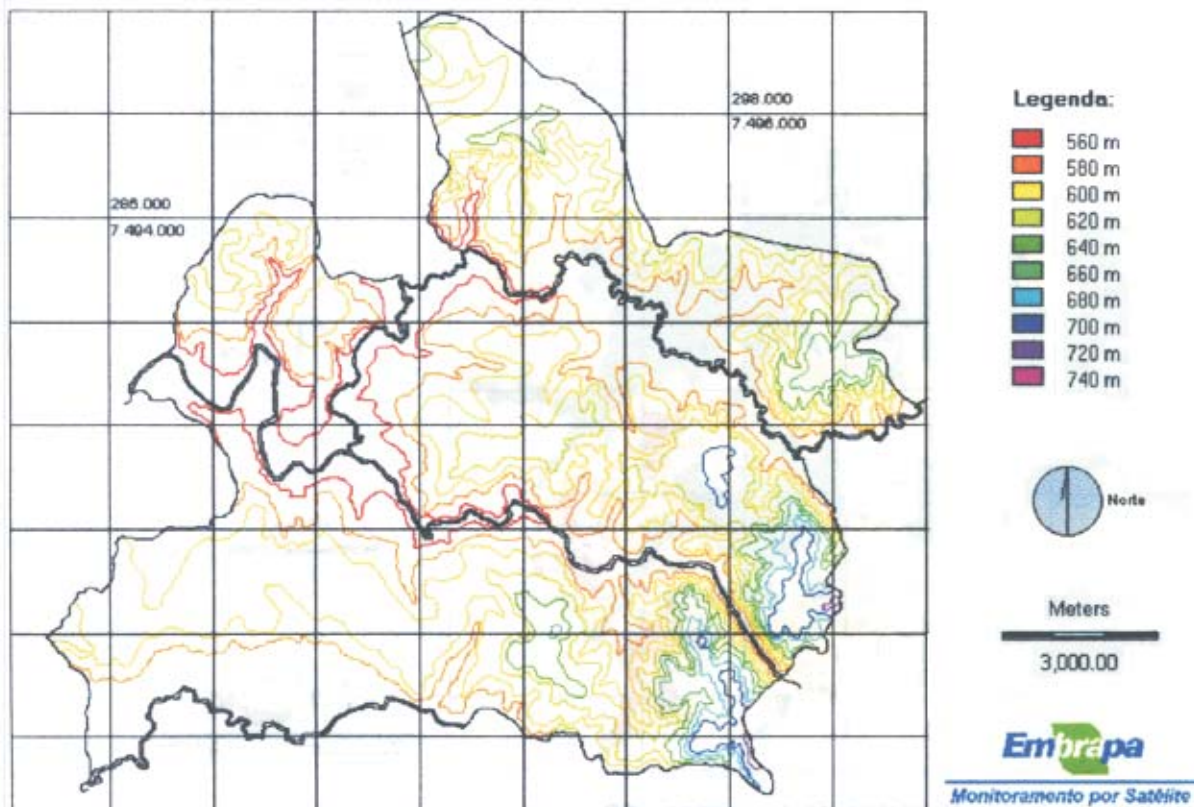 298.000
7.496.000
286.000
7 494.000
Legenda:
560 m
580 m
600 m
620 m
640 m
660 m
680 m
700 m
720 m
740 m
Norte
Meters
3,000.00
Embrapa
Monitoramento por Satélite